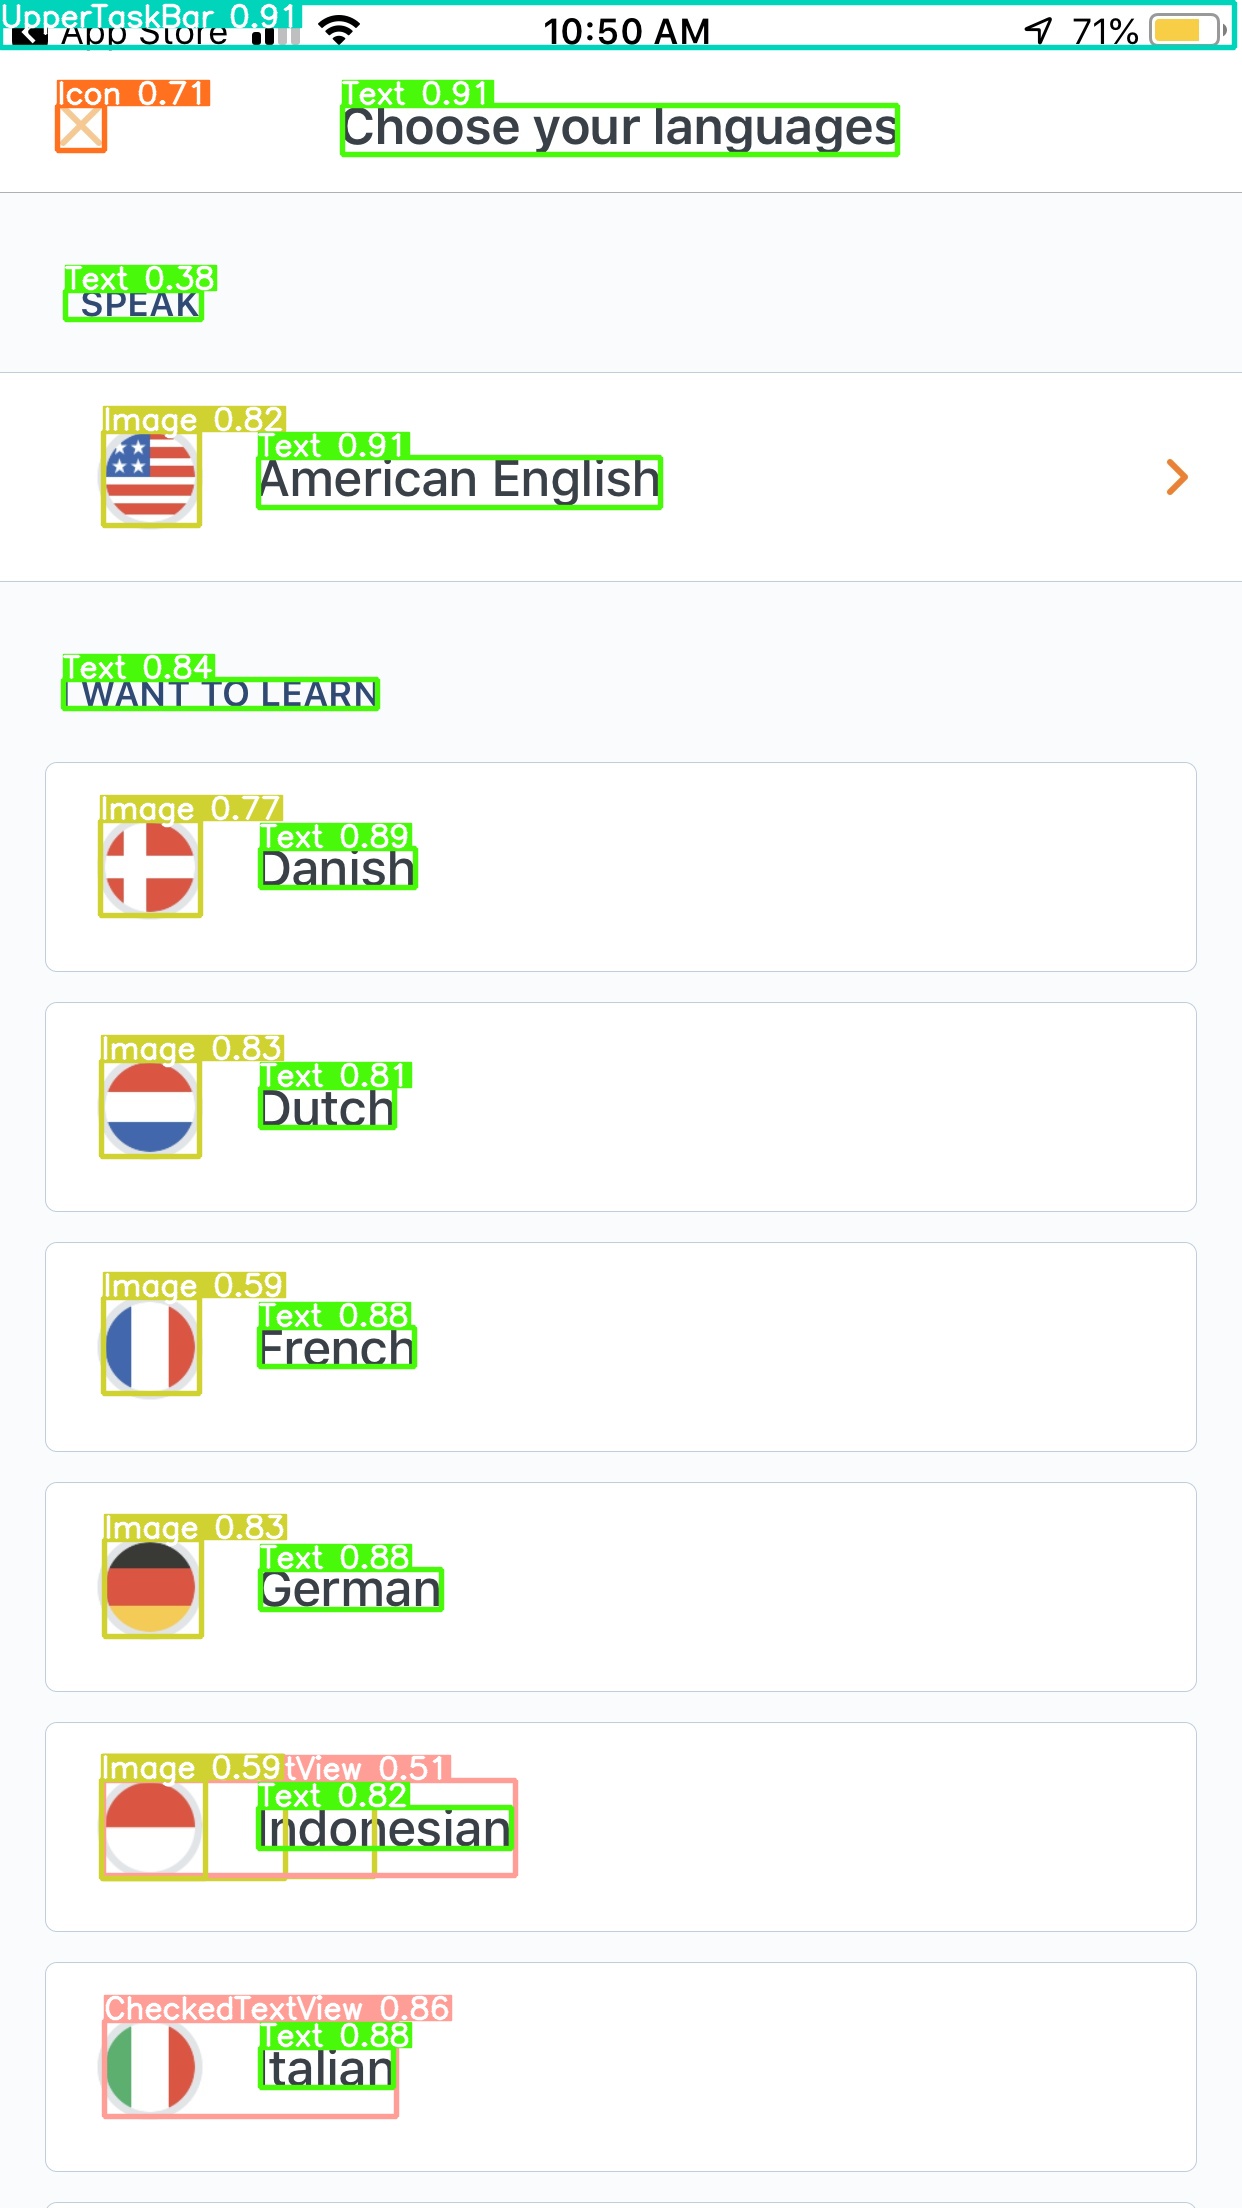 UpperTaskBar 0.91
App Store 10:50 AM 71%
Icon 0.71
Text 0.91
Choose your languages
Text 0.38
I SPEAK
Image 0.82
Text 0.91
American English
Text 0.84
I WANT TO LEARN
Image 0.77
Text 0.89
Danish
Image 0.83
Text 0.81
Dutch
Image 0.59
Text 0.88
French
Image 0.83
Text 0.88
German
Image 0.59 tView 0.51
Text 0.82
Indonesian
CheckedTextView 0.86
Text 0.88
Italian